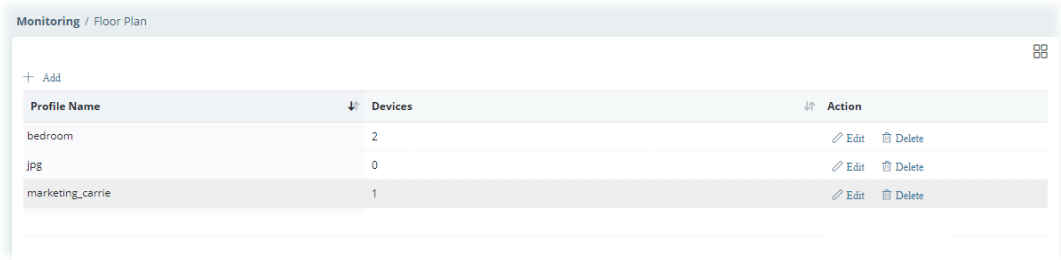 Monitoring / Floor Plan
Add
Profile Name Devices Action
bedroom 2 Edit Delete
jpg 0 Edit Delete
marketing_carrie 1 Edit Delete